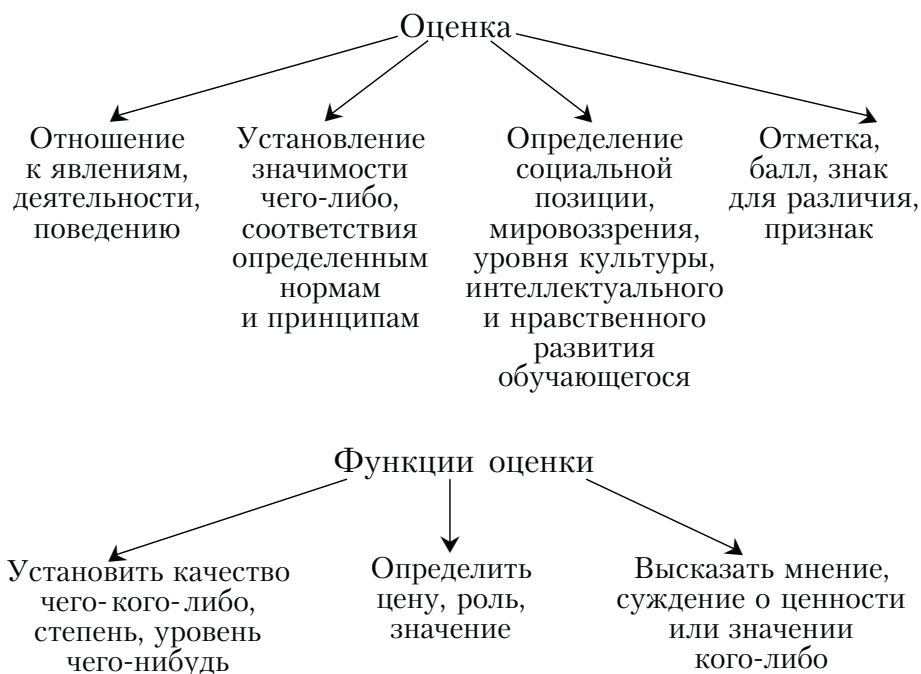 Оценка
Отношение
к явлениям,
деятельности,
поведению
Установление
значимости
чего-либо,
соответствия
определенным
нормам
и принципам
Определение
социальной
позиции,
мировоззрения,
уровня культуры,
интеллектуального
и нравственного
развития
обучающегося
Отметка,
балл, знак
для различия,
признак
Функции оценки
Установить качество
чего-кого-либо,
степень, уровень
чего-нибудь
Определить
цену, роль,
значение
Высказать мнение,
суждение о ценности
или значении
кого-либо